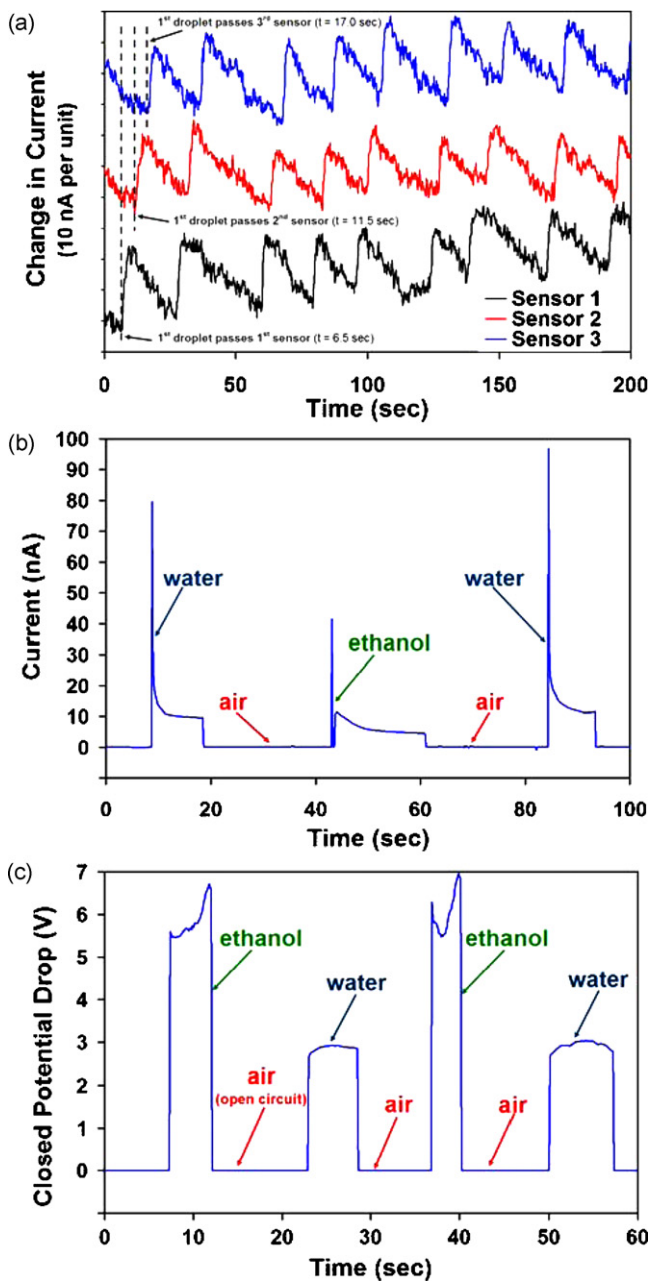 (a)
1st droplet passes 3rd sensor (t = 17.0 sec)
Change in Current
(10 nA per unit)
1st droplet passes 2nd sensor (t = 11.5 sec)
1st droplet passes 1st sensor (t = 6.5 sec)
Sensor 1
Sensor 2
Sensor 3
0 50 100 150 200
Time (sec)
(b)
100
90
80
70
60
50
40
30
20
10
0
Current (nA)
water
air
ethanol
water
air
0 20 40 60 80 100
Time (sec)
(c)
7
6
5
4
3
2
1
0
Closed Potential Drop (V)
ethanol
air
(open circuit)
water
air
ethanol
air
water
0 10 20 30 40 50 60
Time (sec)